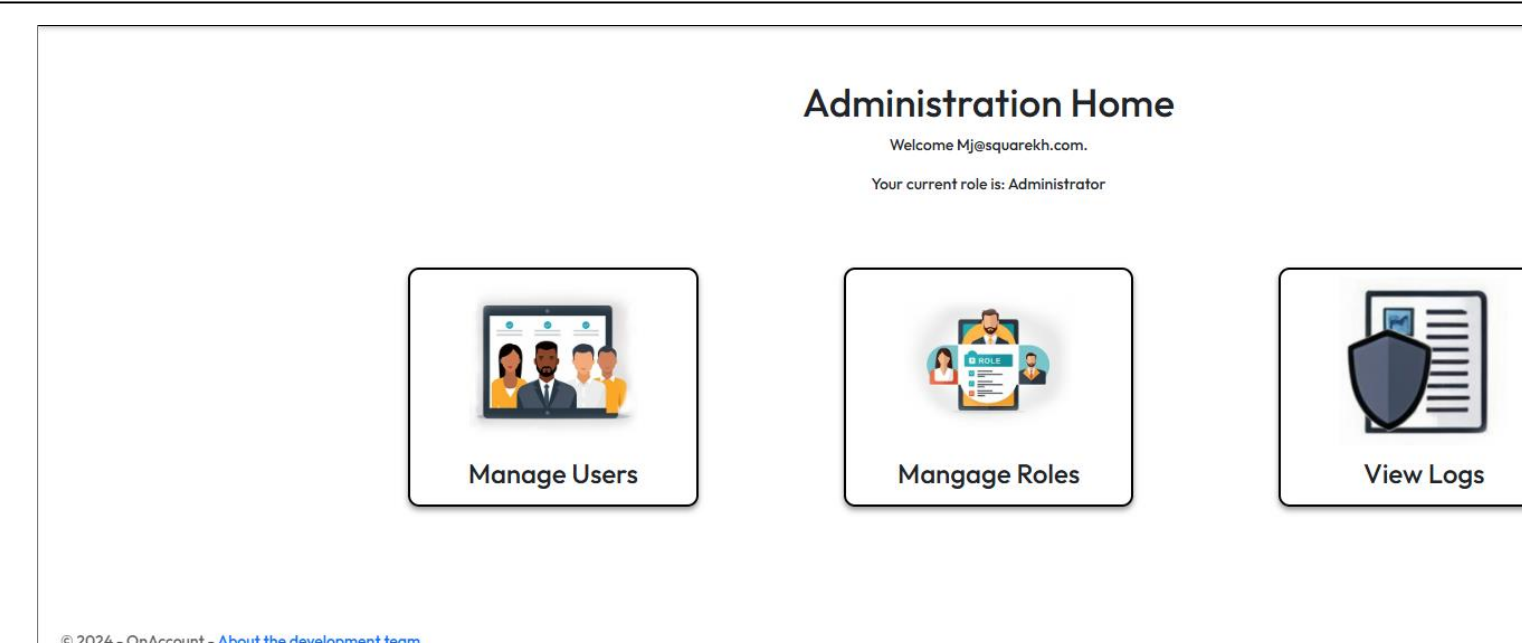 Administration Home
Welcome Mj@squarekh.com.
Your current role is: Administrator
ROLE
Manage Users
Mangage Roles
View Logs
© 2024 - OnAccount - About the development team